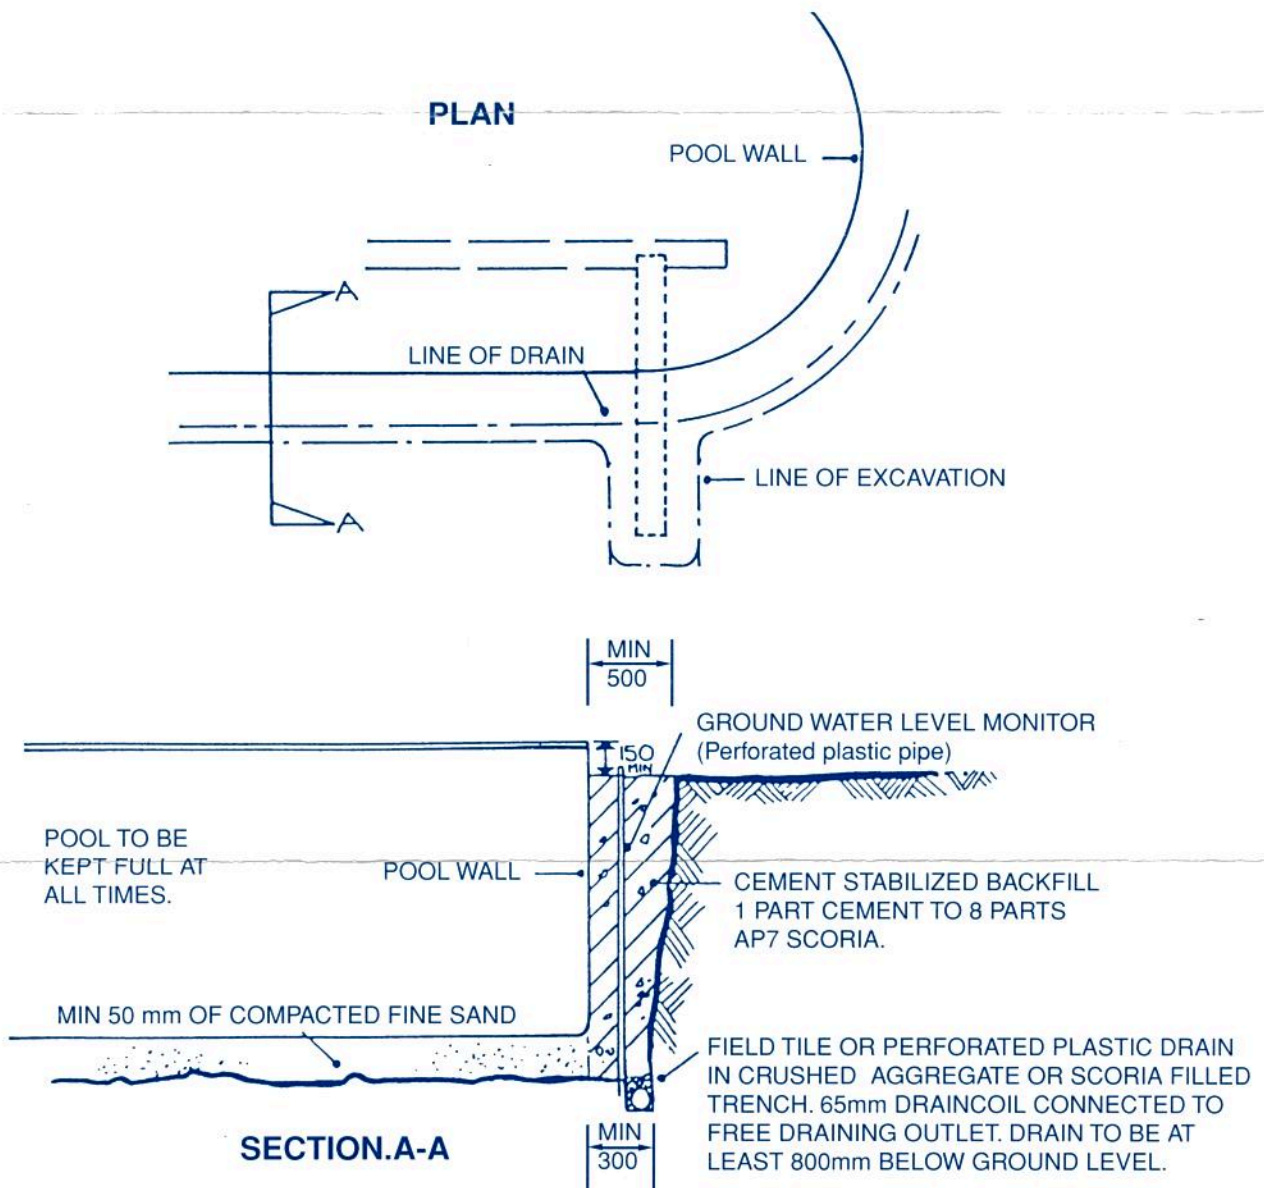 PLAN
POOL WALL
A
LINE OF DRAIN
LINE OF EXCAVATION
A
MIN
500
GROUND WATER LEVEL MONITOR
(Perforated plastic pipe)
150
MIN
POOL TO BE
KEPT FULL AT
ALL TIMES.
POOL WALL
CEMENT STABILIZED BACKFILL
1 PART CEMENT TO 8 PARTS
AP7 SCORIA.
MIN 50 mm OF COMPACTED FINE SAND
FIELD TILE OR PERFORATED PLASTIC DRAIN
IN CRUSHED AGGREGATE OR SCORIA FILLED
TRENCH. 65mm DRAINCOIL CONNECTED TO
FREE DRAINING OUTLET. DRAIN TO BE AT
LEAST 800mm BELOW GROUND LEVEL.
SECTION.A-A
MIN
300